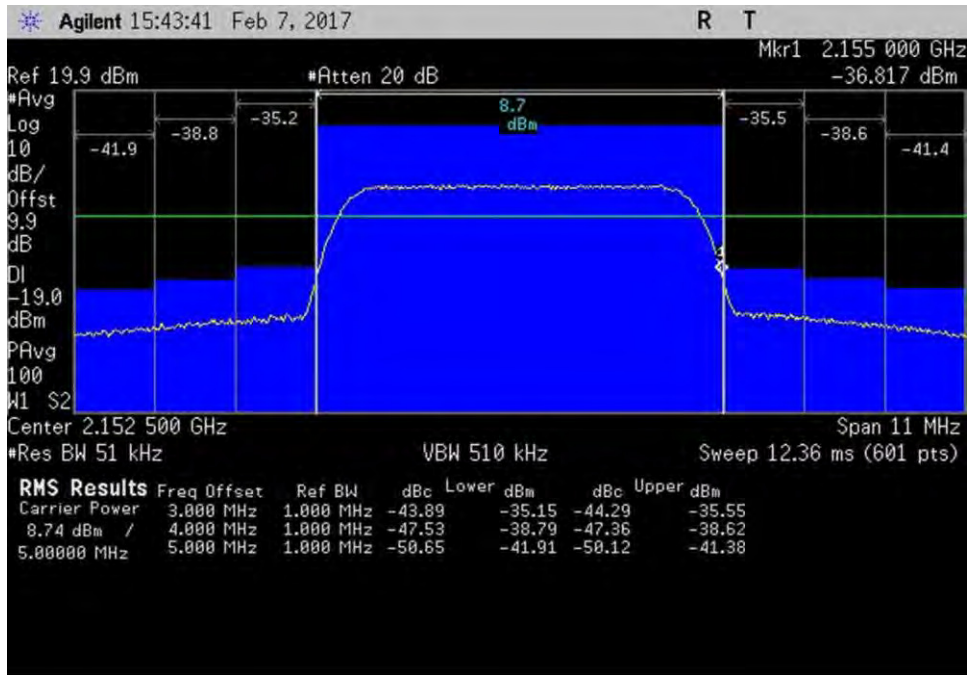 Agilent 15:43:41 Feb 7, 2017 R T
Mkr1 2.155 000 GHz
Ref 19.9 dBm #Atten 20 dB -36.817 dBm
#Avg
Log
10
dB/
Offst
9.9
dB
DI
-19.0
dBm
PAvg
100
W1 S2
-41.9 -38.8 -35.2 8.7 dBm -35.5 -38.6 -41.4
1
Center 2.152 500 GHz Span 11 MHz
#Res BW 51 kHz VBW 510 kHz Sweep 12.36 ms (601 pts)
RMS Results Freq Offset Ref BW dBc Lower dBm dBc Upper dBm
Carrier Power 3.000 MHz 1.000 MHz -43.89 -35.15 -44.29 -35.55
8.74 dBm / 4.000 MHz 1.000 MHz -47.53 -38.79 -47.36 -38.62
5.00000 MHz 5.000 MHz 1.000 MHz -50.65 -41.91 -50.12 -41.38